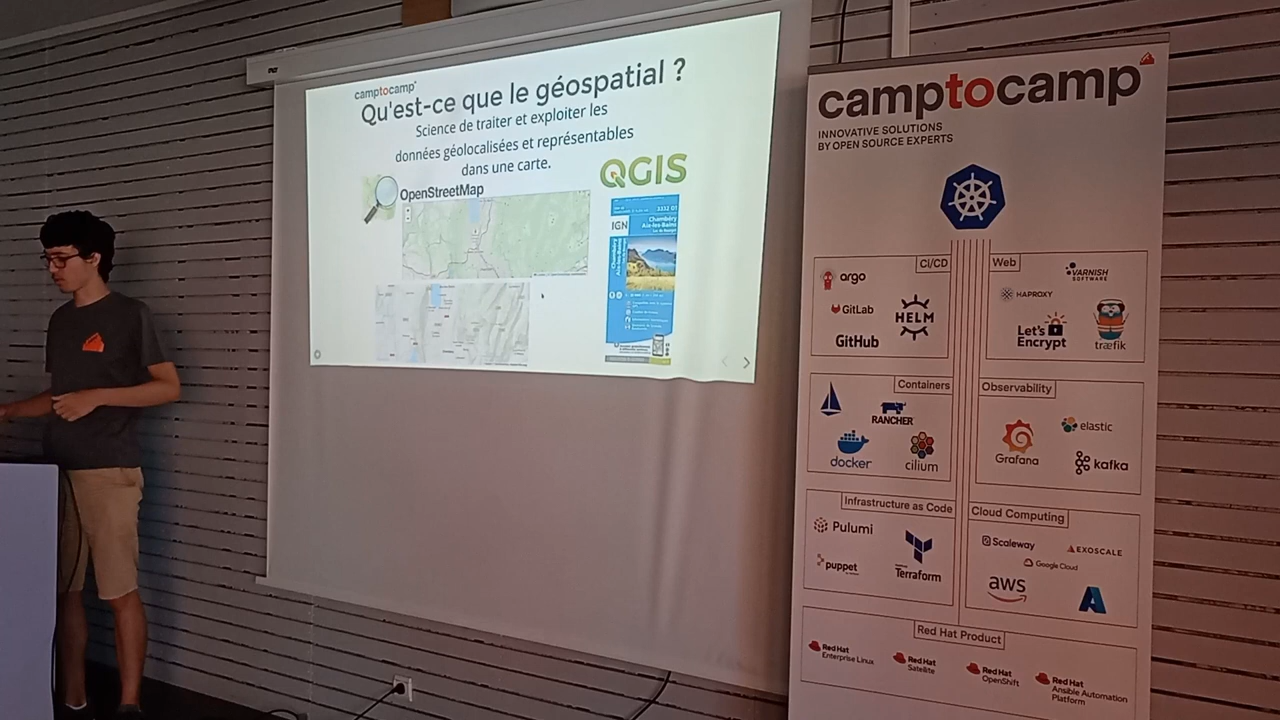 camptocamp
Qu'est-ce que le géospatial ?
Science de traiter et exploiter les
données géolocalisées et représentables
dans une carte.
OpenStreetMap
QGIS
IGN
3332 OT
Chambéry
Aix-les-Bains
Chambéry
Aix-les-Bains
camptocamp
INNOVATIVE SOLUTIONS
BY OPEN SOURCE EXPERTS
CI/CD
argo
GitLab
HELM
GitHub
Web
VARNISH
SOFTWARE
HAPROXY
Let's
Encrypt
træfik
Containers
RANCHER
docker
cilium
Observability
elastic
Grafana
kafka
Infrastructure as Code
Pulumi
puppet
Terraform
Cloud Computing
Scaleway
EXOSCALE
Google Cloud
aws
Red Hat Product
Red Hat
Enterprise Linux
Red Hat
Satellite
Red Hat
OpenShift
Red Hat
Ansible Automation
Platform